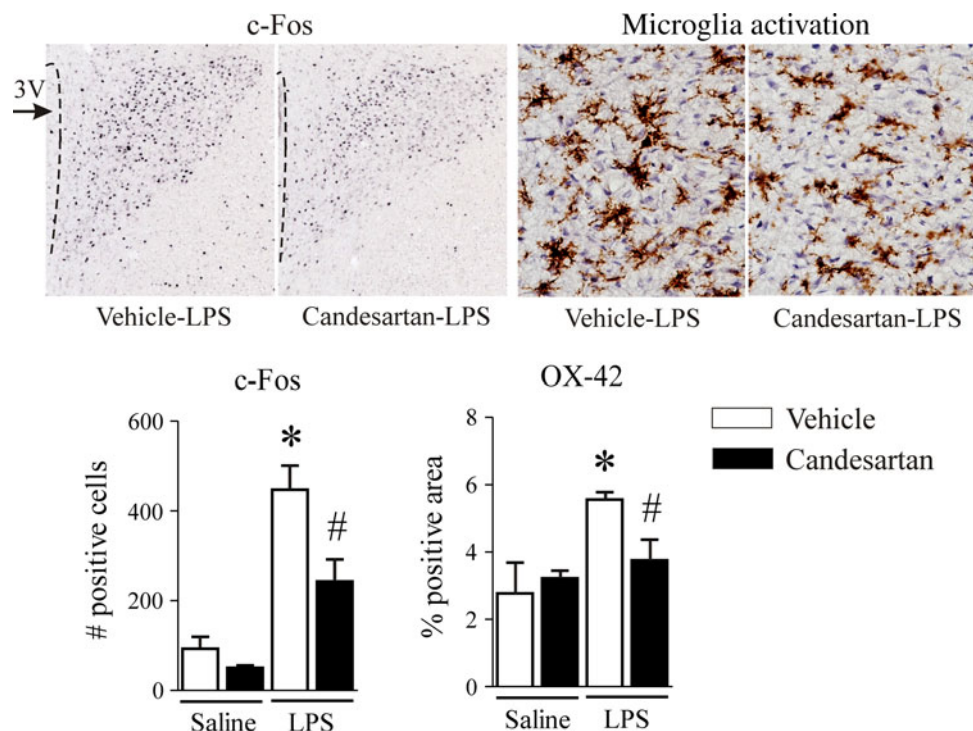 c-Fos
Microglia activation
3V
Vehicle-LPS
Candesartan-LPS
Vehicle-LPS
Candesartan-LPS
c-Fos
# positive cells
600
400
200
0
*
#
Saline
LPS
OX-42
% positive area
8
6
4
2
0
*
#
Saline
LPS
Vehicle
Candesartan